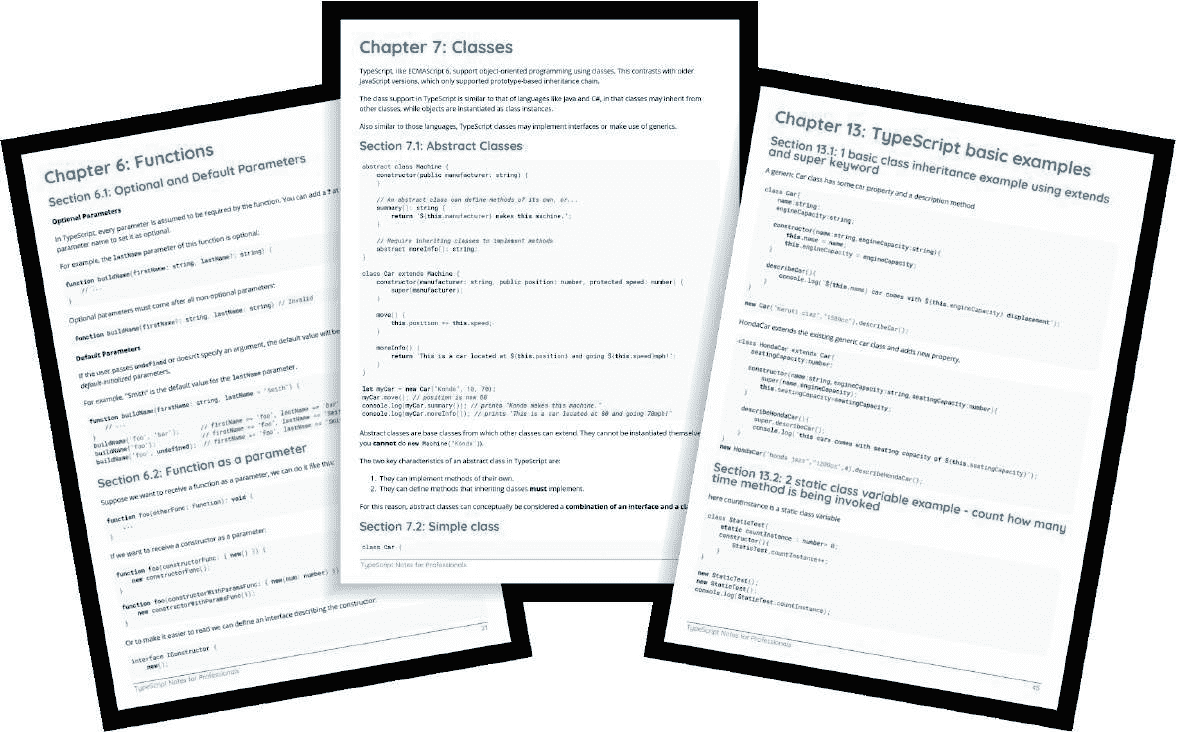 Chapter 6: Functions
Section 6.1: Optional and Default Parameters
Optional Parameters
In TypeScript, every parameter is assumed to be required by the function. You can add a ? at
parameter name to set it as optional.
For example, the lastName parameter of this function is optional:
function buildName(firstName: string, lastName?: string) {
// ...
}
Optional parameters must come after all non-optional parameters:
function buildName(firstName?: string, lastName: string) // Invalid
Default Parameters
If the user passes undefined or doesn't specify an argument, the default value will be
default-initialized parameters.
For example, "Smith" is the default value for the lastName parameter.
function buildName(firstName: string, lastName = "Smith") {
// ...
}
buildName('foo', 'bar'); // firstName == 'foo', lastName == 'bar'
buildName('foo'); // firstName == 'foo', lastName == 'Smit
buildName('foo', undefined); // firstName == 'foo', lastName == 'Smi
Section 6.2: Function as a parameter
Suppose we want to receive a function as a parameter, we can do it like this:
function foo(otherFunc: Function): void {
...
}
If we want to receive a constructor as a parameter:
function foo(constructorFunc: { new() }) {
new constructorFunc();
}
function foo(constructorWithParamsFunc: { new(num: number) })
new constructorWithParamsFunc(1);
}
Or to make it easier to read we can define an interface describing the constructor:
interface IConstructor {
new();
TypeScript Notes for Professionals
21
Chapter 7: Classes
TypeScript, like ECMAScript 6, support object-oriented programming using classes. This contrasts with older
JavaScript versions, which only supported prototype-based inheritance chain.
The class support in TypeScript is similar to that of languages like Java and C#, in that classes may inherit from
other classes, while objects are instantiated as class instances.
Also similar to those languages, TypeScript classes may implement interfaces or make use of generics.
Section 7.1: Abstract Classes
abstract class Machine {
constructor(public manufacturer: string) {
}
// An abstract class can define methods of its own, or...
summary(): string {
return `${this.manufacturer} makes this machine.`;
}
// Require inheriting classes to implement methods
abstract moreInfo(): string;
}
class Car extends Machine {
constructor(manufacturer: string, public position: number, protected speed: number) {
super(manufacturer);
}
move() {
this.position += this.speed;
}
moreInfo() {
return `This is a car located at ${this.position} and going ${this.speed}mph!`;
}
}
let myCar = new Car("Konda", 10, 70);
myCar.move(); // position is now 80
console.log(myCar.summary()); // prints "Konda makes this machine."
console.log(myCar.moreInfo()); // prints "This is a car located at 80 and going 70mph!"
Abstract classes are base classes from which other classes can extend. They cannot be instantiated themselve
you cannot do new Machine("Konda")).
The two key characteristics of an abstract class in TypeScript are:
1. They can implement methods of their own.
2. They can define methods that inheriting classes must implement.
For this reason, abstract classes can conceptually be considered a combination of an interface and a cla
Section 7.2: Simple class
class Car {
TypeScript Notes for Professionals
Chapter 13: TypeScript basic examples
Section 13.1: 1 basic class inheritance example using extends
and super keyword
A generic Car class has some car property and a description method
class Car{
name:string;
engineCapacity:string;
constructor(name:string,engineCapacity:string){
this.name = name;
this.engineCapacity = engineCapacity;
}
describeCar(){
console.log(`${this.name} car comes with ${this.engineCapacity} displacement`);
}
}
new Car("maruti ciaz","1500cc").describeCar();
HondaCar extends the existing generic car class and adds new property.
class HondaCar extends Car{
seatingCapacity:number;
constructor(name:string,engineCapacity:string,seatingCapacity:number){
super(name,engineCapacity);
this.seatingCapacity=seatingCapacity;
}
describeHondaCar(){
super.describeCar();
console.log(`this cars comes with seating capacity of ${this.seatingCapacity}`);
}
}
new HondaCar("honda jazz","1200cc",4).describeHondaCar();
Section 13.2: 2 static class variable example - count how many
time method is being invoked
here countInstance is a static class variable
class StaticTest{
static countInstance : number= 0;
constructor(){
StaticTest.countInstance++;
}
}
new StaticTest();
new StaticTest();
console.log(StaticTest.countInstance);
TypeScript Notes for Professionals
65